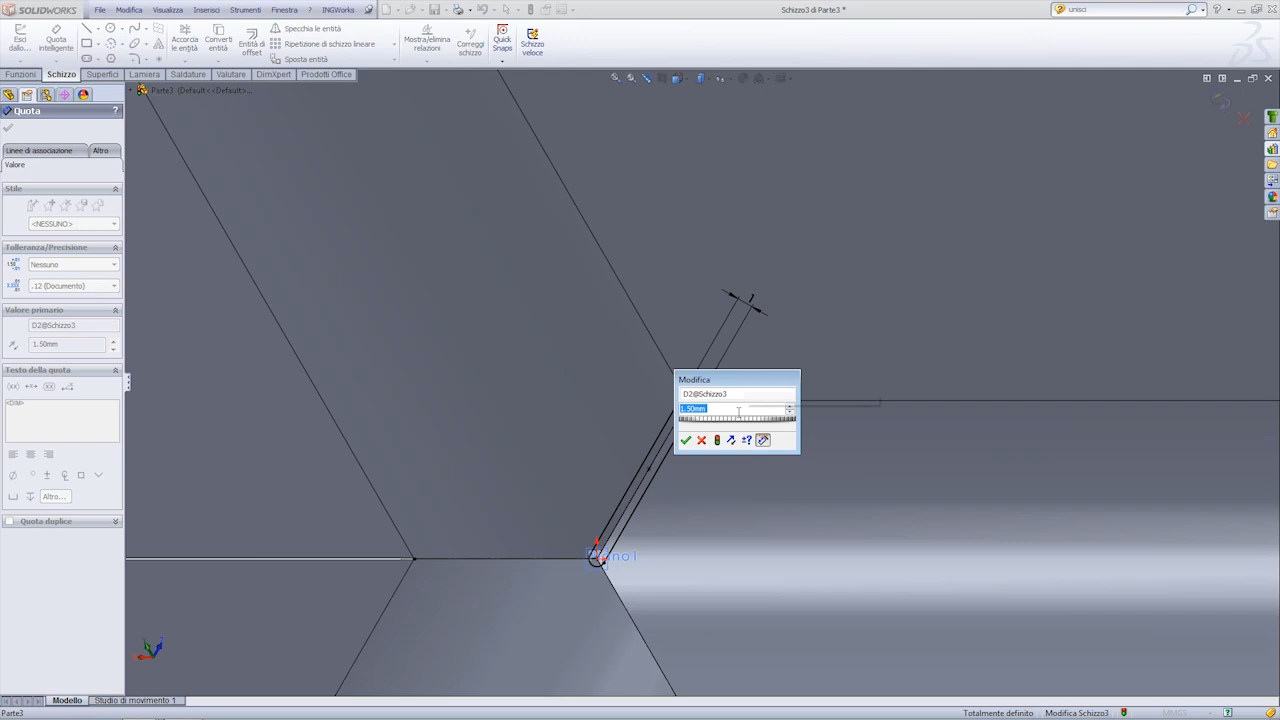 SOLIDWORKS
File
Modifica
Visualizza
Inserisci
Strumenti
Finestra
?
INGWorks
Schizzo3 di Parte3 *
unisci
Esci dallo...
Quota intelligente
Accorcia le entità
Converti entità
Entità di offset
Specchia le entità
Ripetizione di schizzo lineare
Sposta entità
Mostra/elimina relazioni
Correggi schizzo
Quick Snaps
Schizzo veloce
Funzioni
Schizzo
Superfici
Lamiera
Saldature
Valutare
DimXpert
Prodotti Office
Parte3 (Default<<Default>...
Quota
?
Linee di associazione
Altro
Valore
Stile
<NESSUNO>
Tolleranza/Precisione
Nessuno
.12 (Documento)
Valore primario
D2@Schizzo3
1.50mm
Testo della quota
<DIM>
Altro...
Quota duplice
Modifica
D2@Schizzo3
1.50mm
Modello
Studio di movimento 1
Parte3
Totalmente definito
Modifica Schizzo3
MMGS